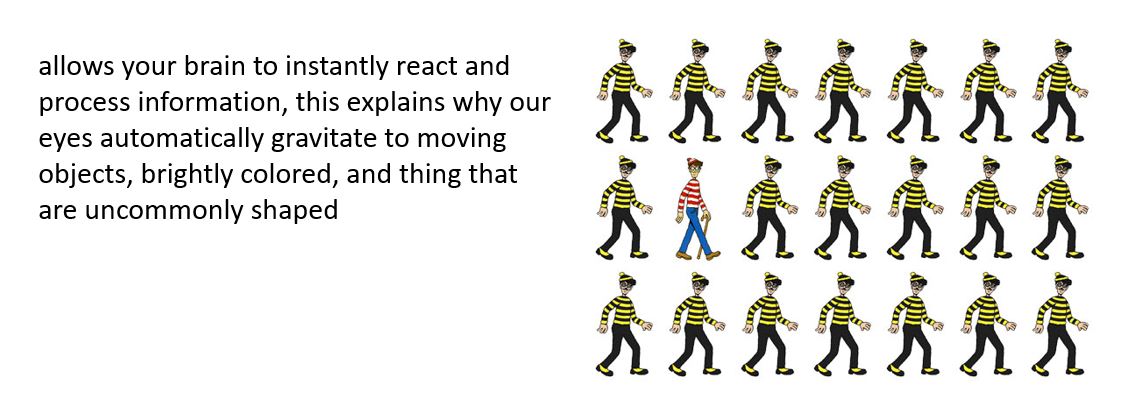 allows your brain to instantly react and
process information, this explains why our
eyes automatically gravitate to moving
objects, brightly colored, and thing that
are uncommonly shaped